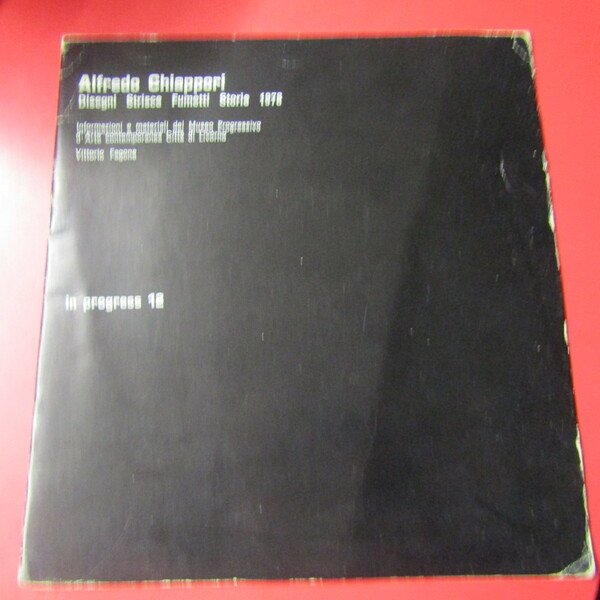 Alfredo Chiappori
Disegni Strisce Fumetti Storie 1976
Informazioni e materiali del Museo Progressivo
d'Arte contemporanea Città di Livorno
Vittorio Fagone
in progress 12